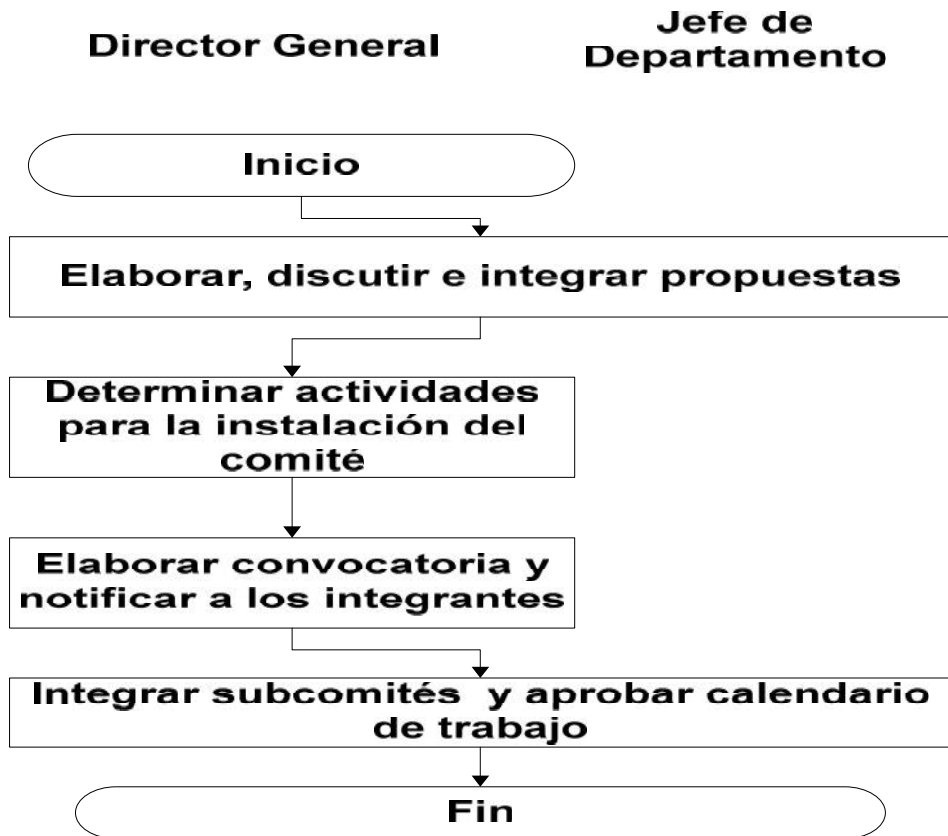 Director General
Jefe de
Departamento
Inicio
Elaborar, discutir e integrar propuestas
Determinar actividades
para la instalación del
comité
Elaborar convocatoria y
notificar a los integrantes
Integrar subcomités y aprobar calendario
de trabajo
Fin